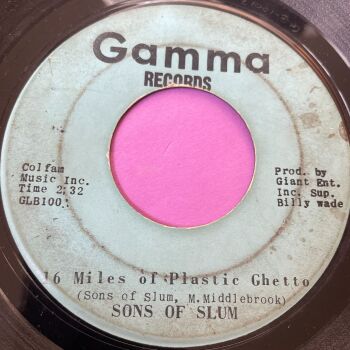 Gamma
RECORDS
Colfam
Music Inc.
Time 2:32
GLB100
Prod. by
Giant Ent.
Inc. Sup.
Billy wade
16 Miles of Plastic Ghetto
(Sons of Slum, M.Middlebrook)
SONS OF SLUM